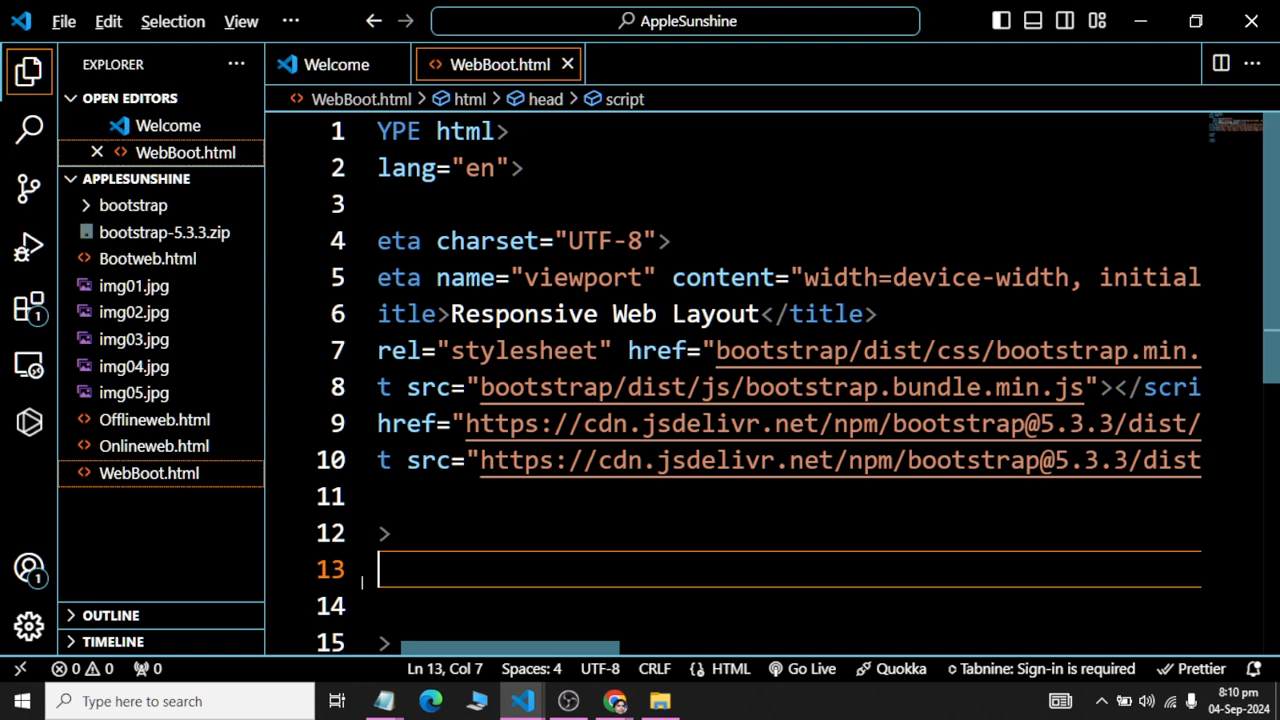 File Edit Selection View ··· AppleSunshine
EXPLORER ··· Welcome WebBoot.html ···
OPEN EDITORS WebBoot.html > html > head > script
Welcome
WebBoot.html
APPLESUNSHINE
bootstrap
bootstrap-5.3.3.zip
Bootweb.html
img01.jpg
img02.jpg
img03.jpg
img04.jpg
img05.jpg
Offlineweb.html
Onlineweb.html
WebBoot.html
OUTLINE
TIMELINE
1
1
1 YPE html>
2 lang="en">
3
4 eta charset="UTF-8">
5 eta name="viewport" content="width=device-width, initial
6 itle>Responsive Web Layout</title>
7 rel="stylesheet" href="bootstrap/dist/css/bootstrap.min.
8 t src="bootstrap/dist/js/bootstrap.bundle.min.js"></scri
9 href="https://cdn.jsdelivr.net/npm/bootstrap@5.3.3/dist/
10 t src="https://cdn.jsdelivr.net/npm/bootstrap@5.3.3/dist
11
12 >
13
14
15 >
0 0 0 Ln 13, Col 7 Spaces: 4 UTF-8 CRLF HTML Go Live Quokka Tabnine: Sign-in is required Prettier
Type here to search 8:10 pm
04-Sep-2024